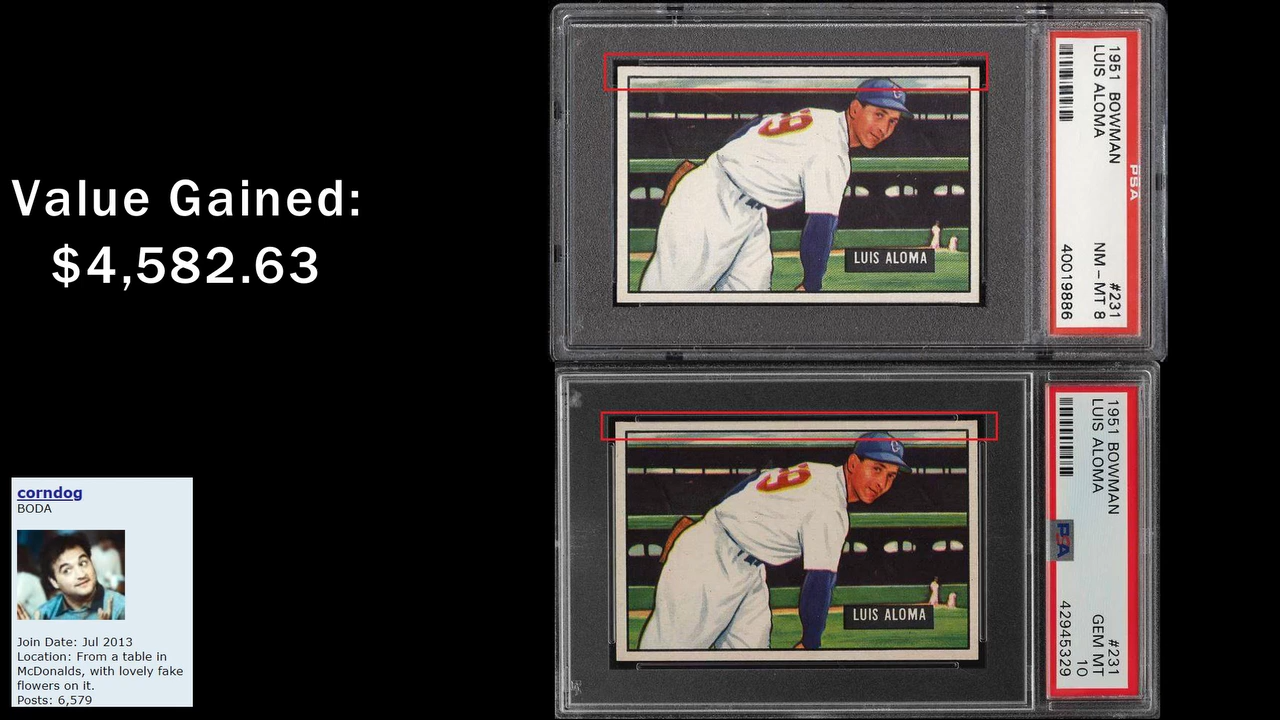 Value Gained:
$4,582.63
corndog
BODA
Join Date: Jul 2013
Location: From a table in
McDonalds, with lovely fake
flowers on it.
Posts: 6,579
1951 BOWMAN #231
LUIS ALOMA NM – MT 8
40019886
PSA
9
C
LUIS ALOMA
1951 BOWMAN #231
LUIS ALOMA GEM MT
10
42945329
PSA
9
C
LUIS ALOMA